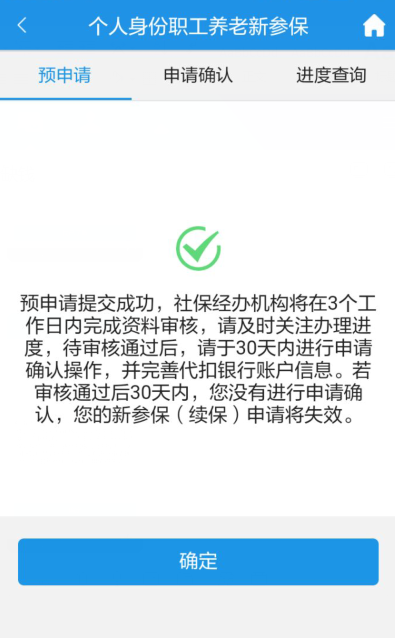 个人身份职工养老新参保
预申请 申请确认 进度查询
预申请提交成功，社保经办机构将在3个工
作日内完成资料审核，请及时关注办理进
度，待审核通过后，请于30天内进行申请
确认操作，并完善代扣银行账户信息。若
审核通过后30天内，您没有进行申请确
认，您的新参保（续保）申请将失效。
确定